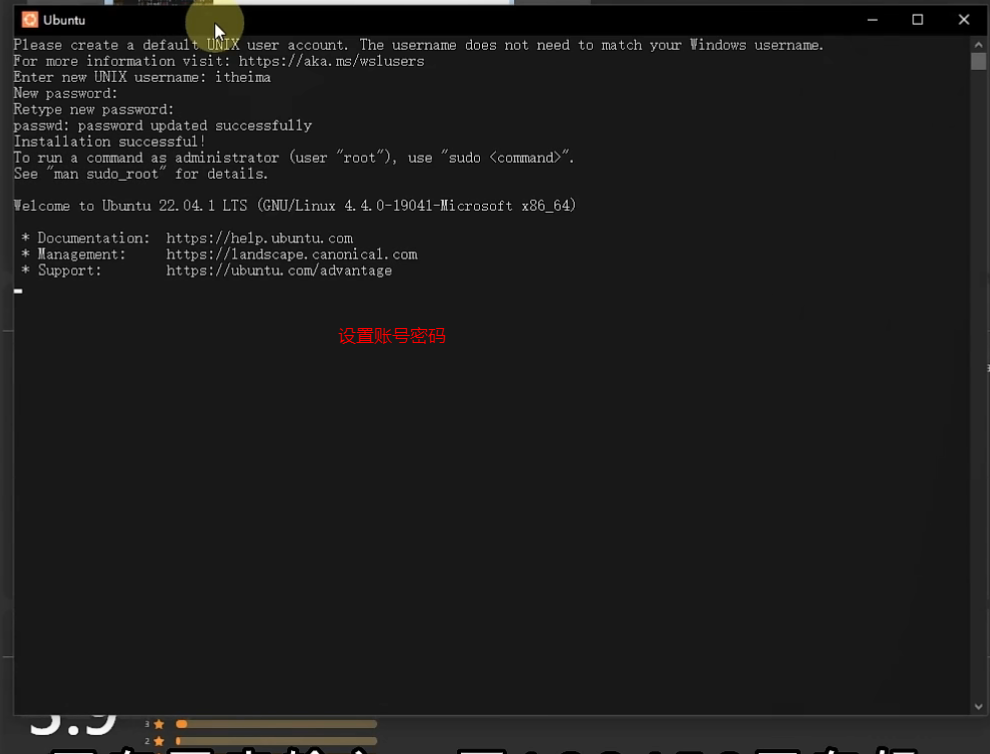 Ubuntu
Please create a default UNIX user account. The username does not need to match your Windows username.
For more information visit: https://aka.ms/wslusers
Enter new UNIX username: itheima
New password:
Retype new password:
passwd: password updated successfully
Installation successful!
To run a command as administrator (user "root"), use "sudo <command>".
See "man sudo_root" for details.
Welcome to Ubuntu 22.04.1 LTS (GNU/Linux 4.4.0-19041-Microsoft x86_64)
* Documentation: https://help.ubuntu.com
* Management: https://landscape.canonical.com
* Support: https://ubuntu.com/advantage
设置账号密码
3
2